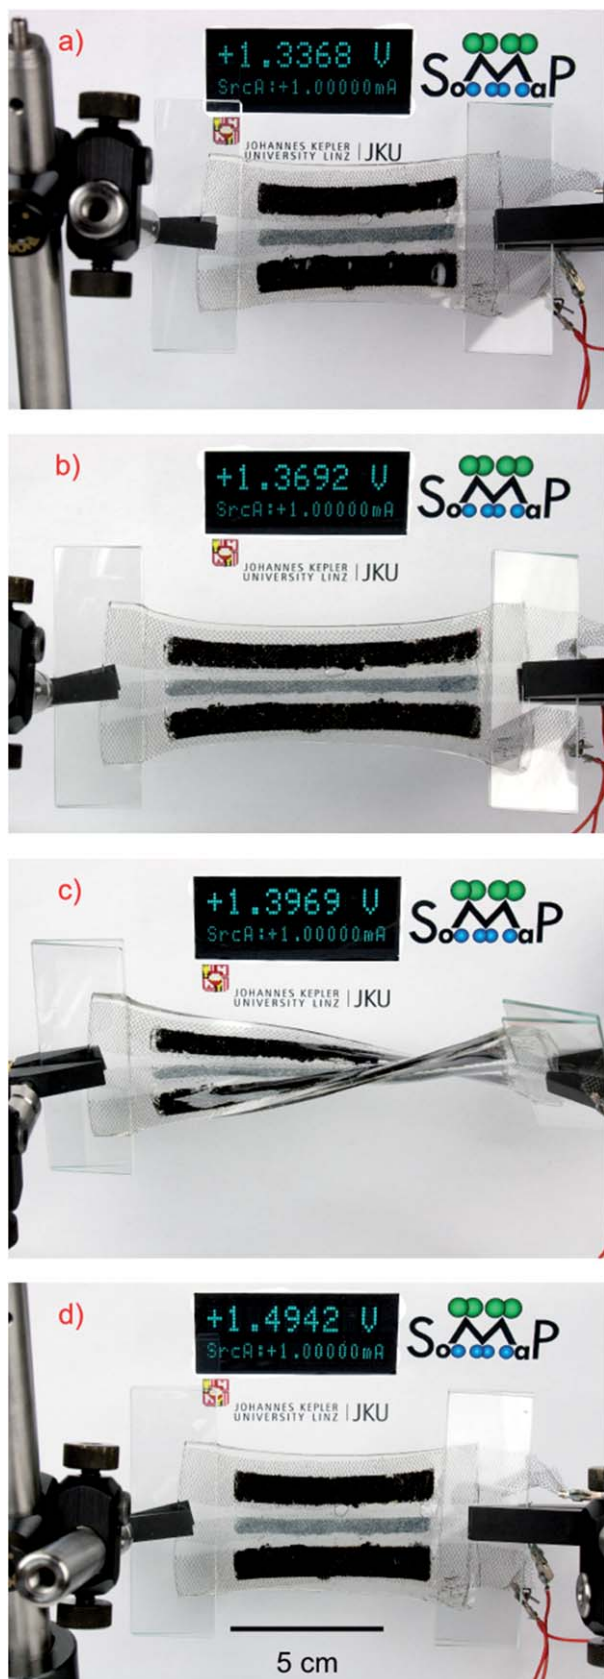 a)
+1.3368 V
SrcA:+1.00000mA
SoMaP
JOHANNES KEPLER
UNIVERSITY LINZ | JKU
b)
+1.3692 V
SrcA:+1.00000mA
SoMaP
JOHANNES KEPLER
UNIVERSITY LINZ | JKU
c)
+1.3969 V
SrcA:+1.00000mA
SoMaP
JOHANNES KEPLER
UNIVERSITY LINZ | JKU
d)
+1.4942 V
SrcA:+1.00000mA
SoMaP
JOHANNES KEPLER
UNIVERSITY LINZ | JKU
5 cm